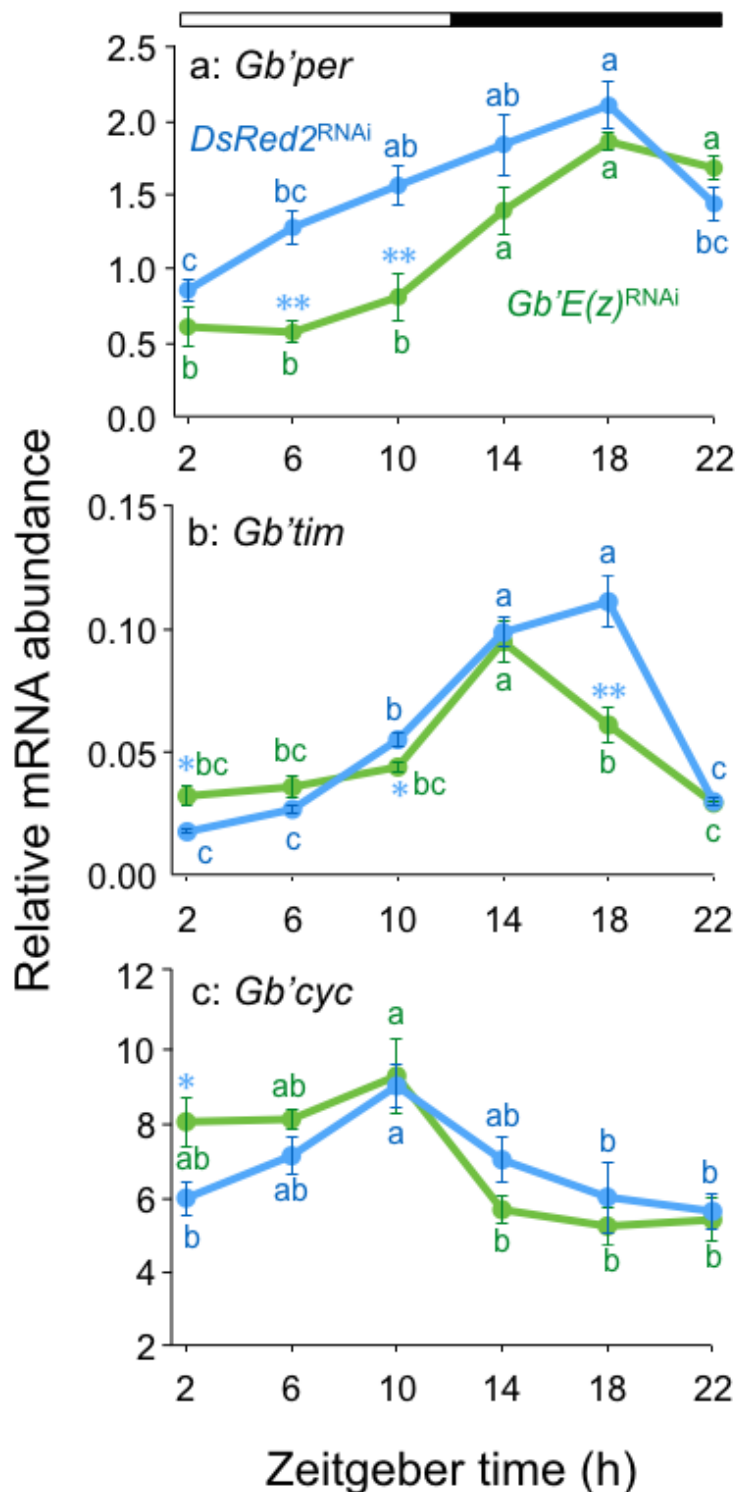 a: Gb'per
DsRed2RNAi
Gb'E(z)RNAi
2.5
2.0
1.5
1.0
0.5
0.0
c
bc
ab
ab
a
bc
b
**
b
**
b
a
a
a
2 6 10 14 18 22
Relative mRNA abundance
b: Gb'tim
0.15
0.10
0.05
0.00
*bc
bc
b
a
a
c
c
c
*bc
a
**
b
c
2 6 10 14 18 22
c: Gb'cyc
12
10
8
6
4
2
*
ab
ab
a
ab
b
b
b
ab
a
b
b
b
2 6 10 14 18 22
Zeitgeber time (h)